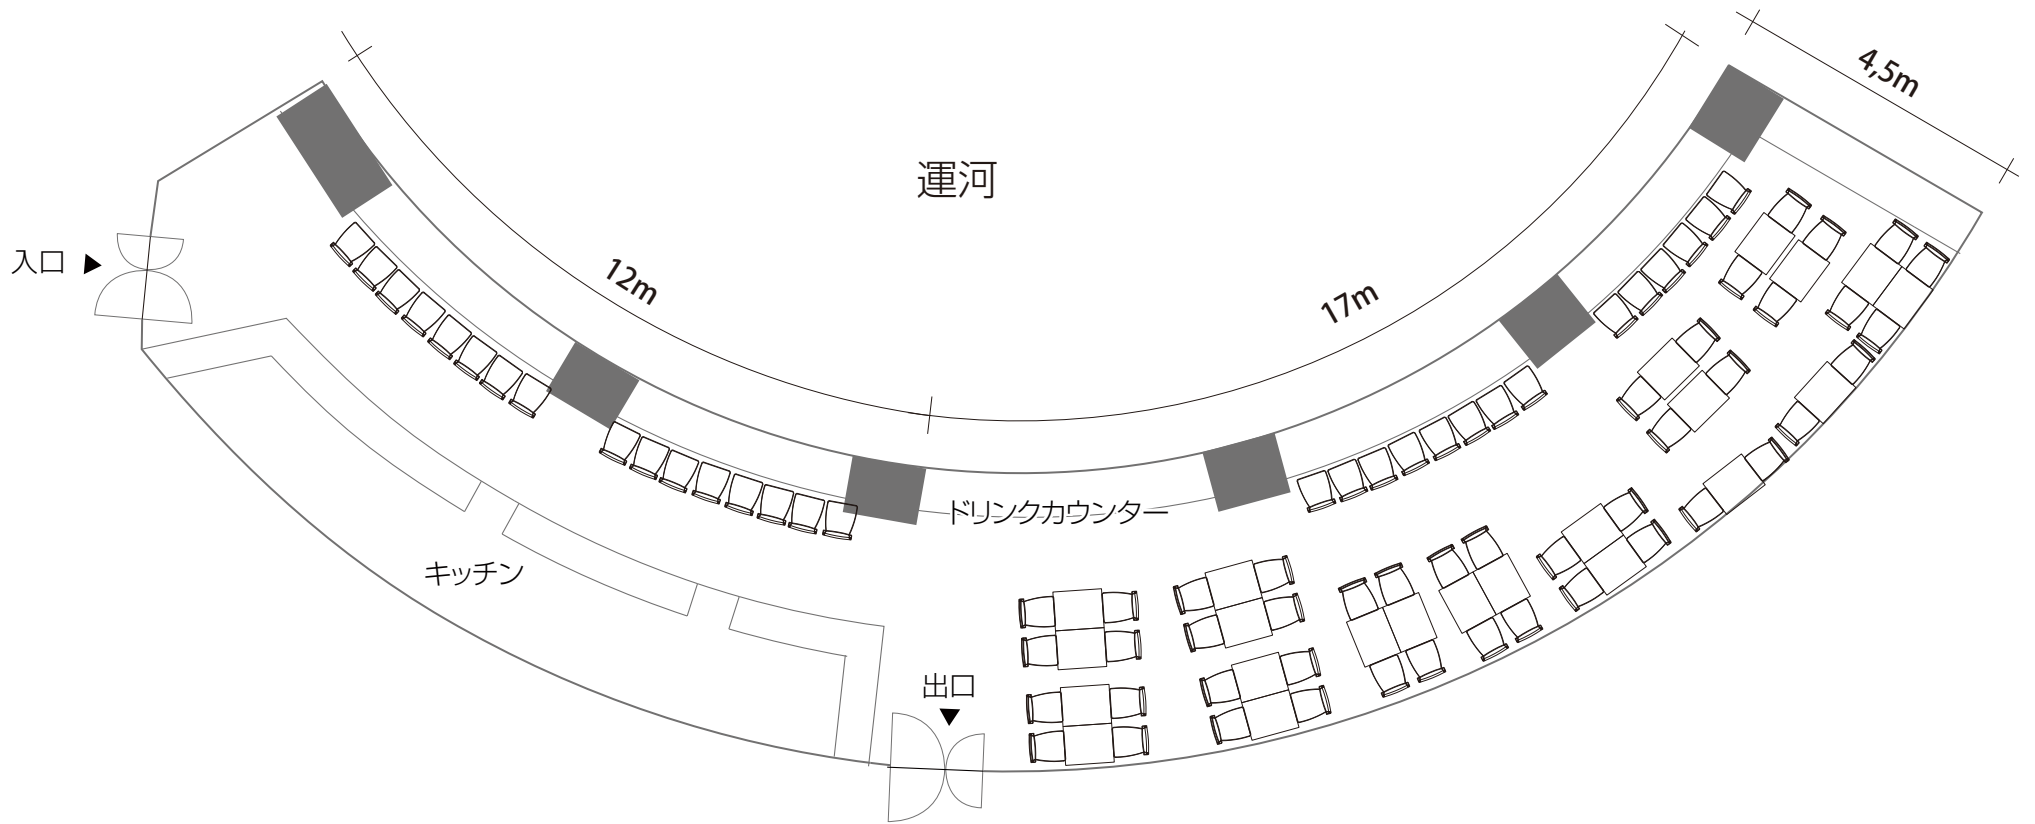 4,5m
運河
入口
12m
17m
ドリンクカウンター
キッチン
出口